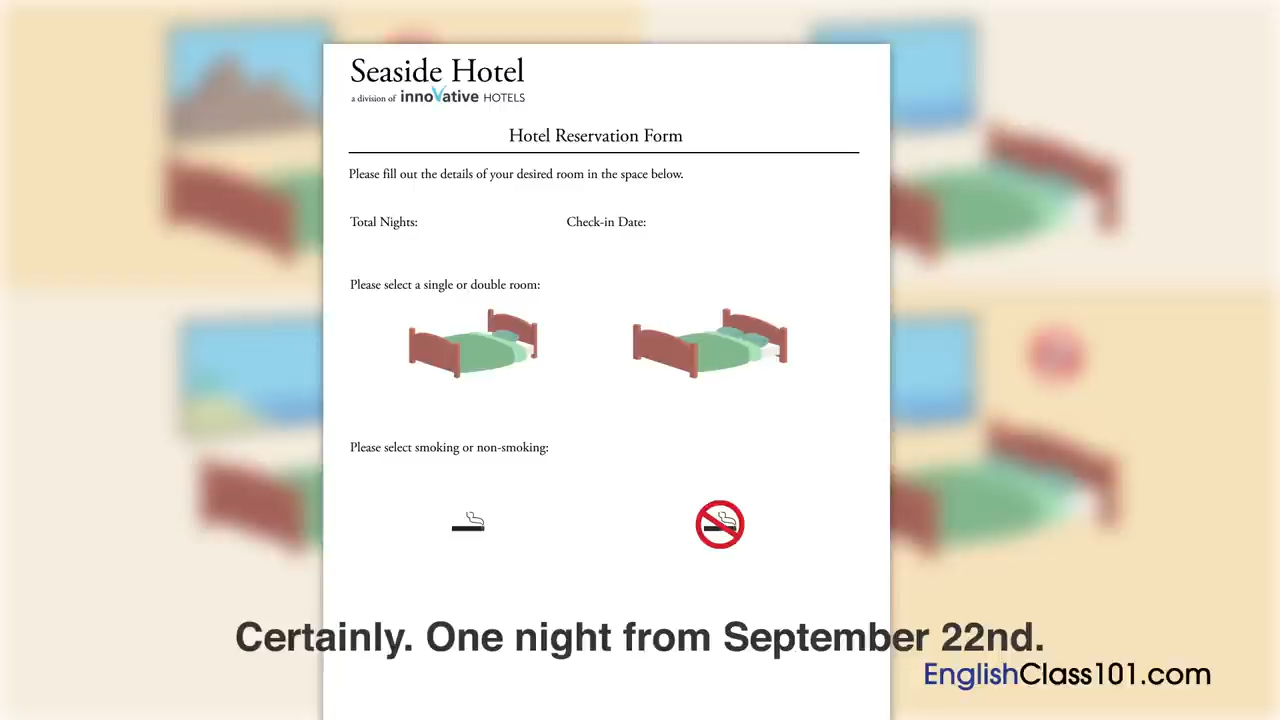 Seaside Hotel
a division of innoVative HOTELS
Hotel Reservation Form
Please fill out the details of your desired room in the space below.
Total Nights: Check-in Date:
Please select a single or double room:
Please select smoking or non-smoking:
Certainly. One night from September 22nd.
EnglishClass101.com